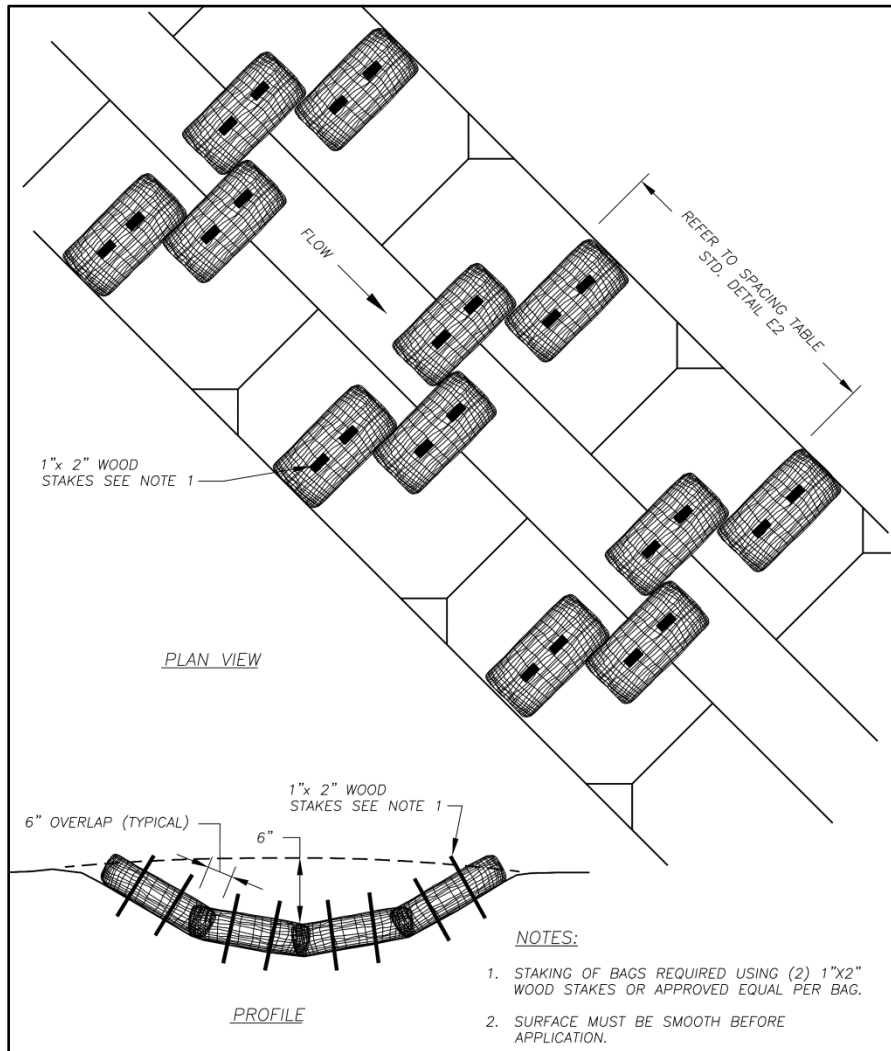 FLOW
REFER TO SPACING TABLE
STD. DETAIL E2
1"x 2" WOOD
STAKES SEE NOTE 1
PLAN VIEW
1"x 2" WOOD
STAKES SEE NOTE 1
6" OVERLAP (TYPICAL)
6"
PROFILE
NOTES:
1. STAKING OF BAGS REQUIRED USING (2) 1"X2"
WOOD STAKES OR APPROVED EQUAL PER BAG.
2. SURFACE MUST BE SMOOTH BEFORE
APPLICATION.